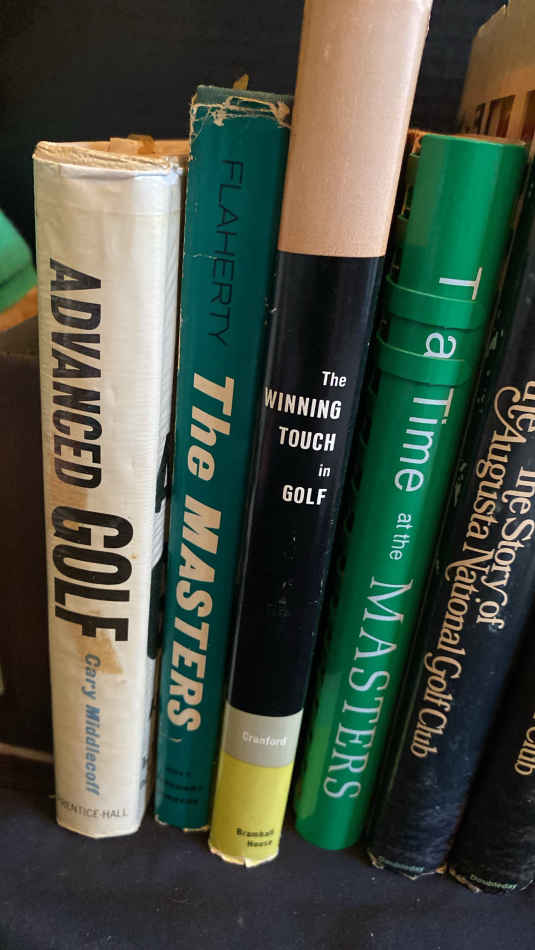 ADVANCED GOLF
Cary Middlecoff
PRENTICE-HALL
FLAHERTY
The MASTERS
The
WINNING
TOUCH
in
GOLF
Cranford
Bramhall
House
T
a Time at the MASTERS
The Story of
Augusta National Golf Club
Doubleday
Club
Doubleday